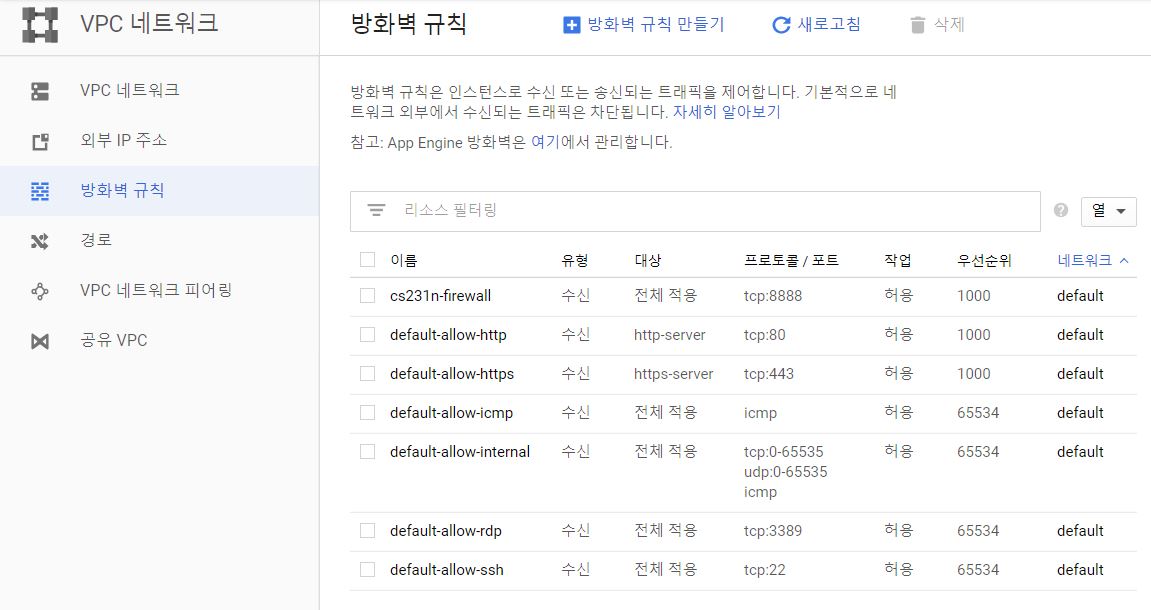 VPC 네트워크
VPC 네트워크
외부 IP 주소
방화벽 규칙
경로
VPC 네트워크 피어링
공유 VPC
방화벽 규칙 방화벽 규칙 만들기 새로고침 삭제
방화벽 규칙은 인스턴스로 수신 또는 송신되는 트래픽을 제어합니다. 기본적으로 네
트워크 외부에서 수신되는 트래픽은 차단됩니다. 자세히 알아보기
참고: App Engine 방화벽은 여기에서 관리합니다.
리소스 필터링 ? 열
이름 유형 대상 프로토콜 / 포트 작업 우선순위 네트워크
cs231n-firewall 수신 전체 적용 tcp:8888 허용 1000 default
default-allow-http 수신 http-server tcp:80 허용 1000 default
default-allow-https 수신 https-server tcp:443 허용 1000 default
default-allow-icmp 수신 전체 적용 icmp 허용 65534 default
default-allow-internal 수신 전체 적용 tcp:0-65535 허용 65534 default
udp:0-65535
icmp
default-allow-rdp 수신 전체 적용 tcp:3389 허용 65534 default
default-allow-ssh 수신 전체 적용 tcp:22 허용 65534 default